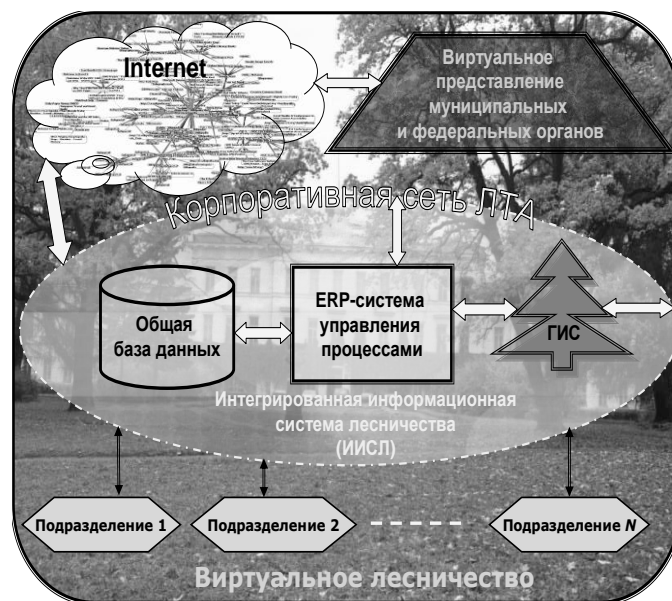 Internet
Виртуальное
представление
муниципальных
и федеральных органов
Корпоративная сеть ЛТА
Общая
база данных
ERP-система
управления
процессами
ГИС
Интегрированная информационная
система лесничества
(ИИСЛ)
Подразделение 1
Подразделение 2
Подразделение N
Виртуальное лесничество